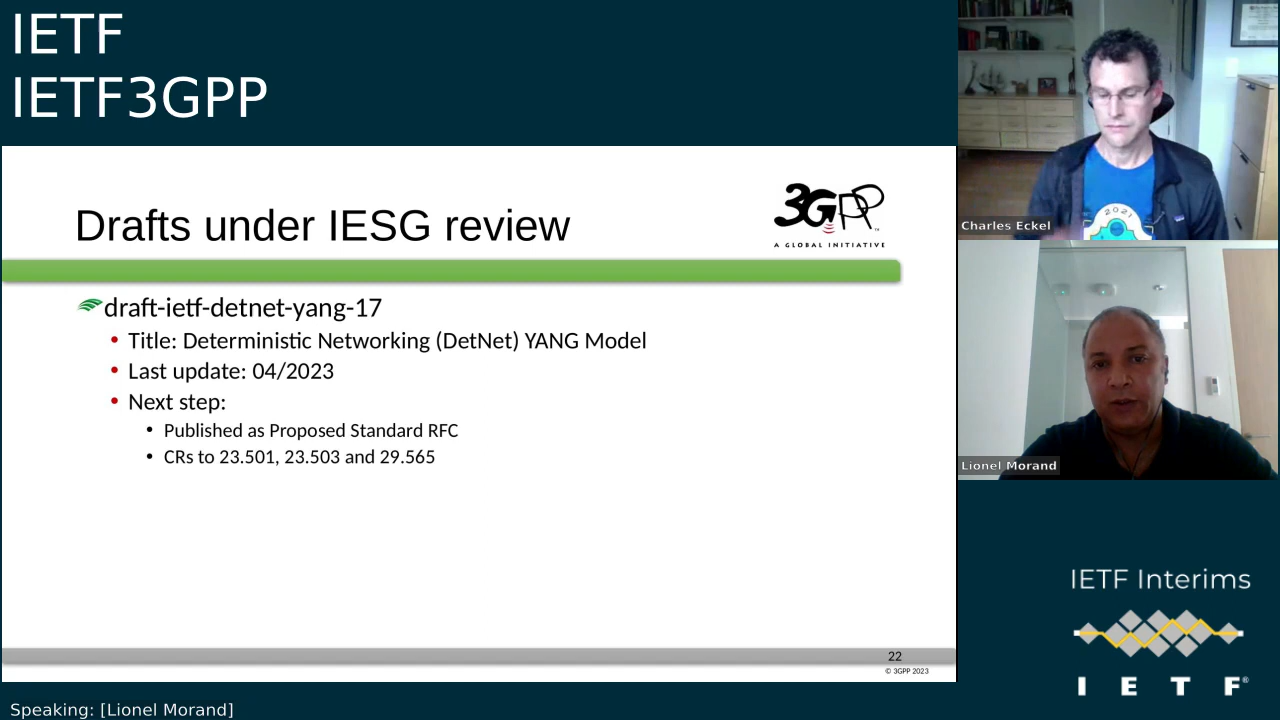 IETF
IETF3GPP
Drafts under IESG review
3GPP
™
A GLOBAL INITIATIVE
draft-ietf-detnet-yang-17
• Title: Deterministic Networking (DetNet) YANG Model
• Last update: 04/2023
• Next step:
• Published as Proposed Standard RFC
• CRs to 23.501, 23.503 and 29.565
22
© 3GPP 2023
Speaking: [Lionel Morand]
2021
Charles Eckel
Lionel Morand
IETF Interims
I E T F®